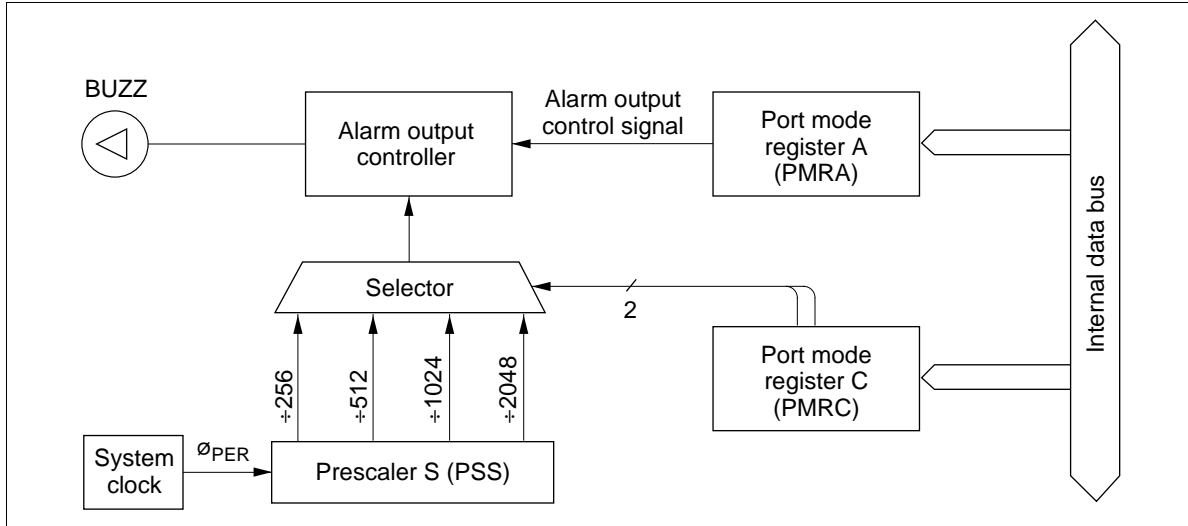 BUZZ
Alarm output
controller
Alarm output
control signal
Port mode
register A
(PMRA)
Internal data bus
Selector
2
Port mode
register C
(PMRC)
÷256
÷512
÷1024
÷2048
System
clock
øPER
Prescaler S (PSS)